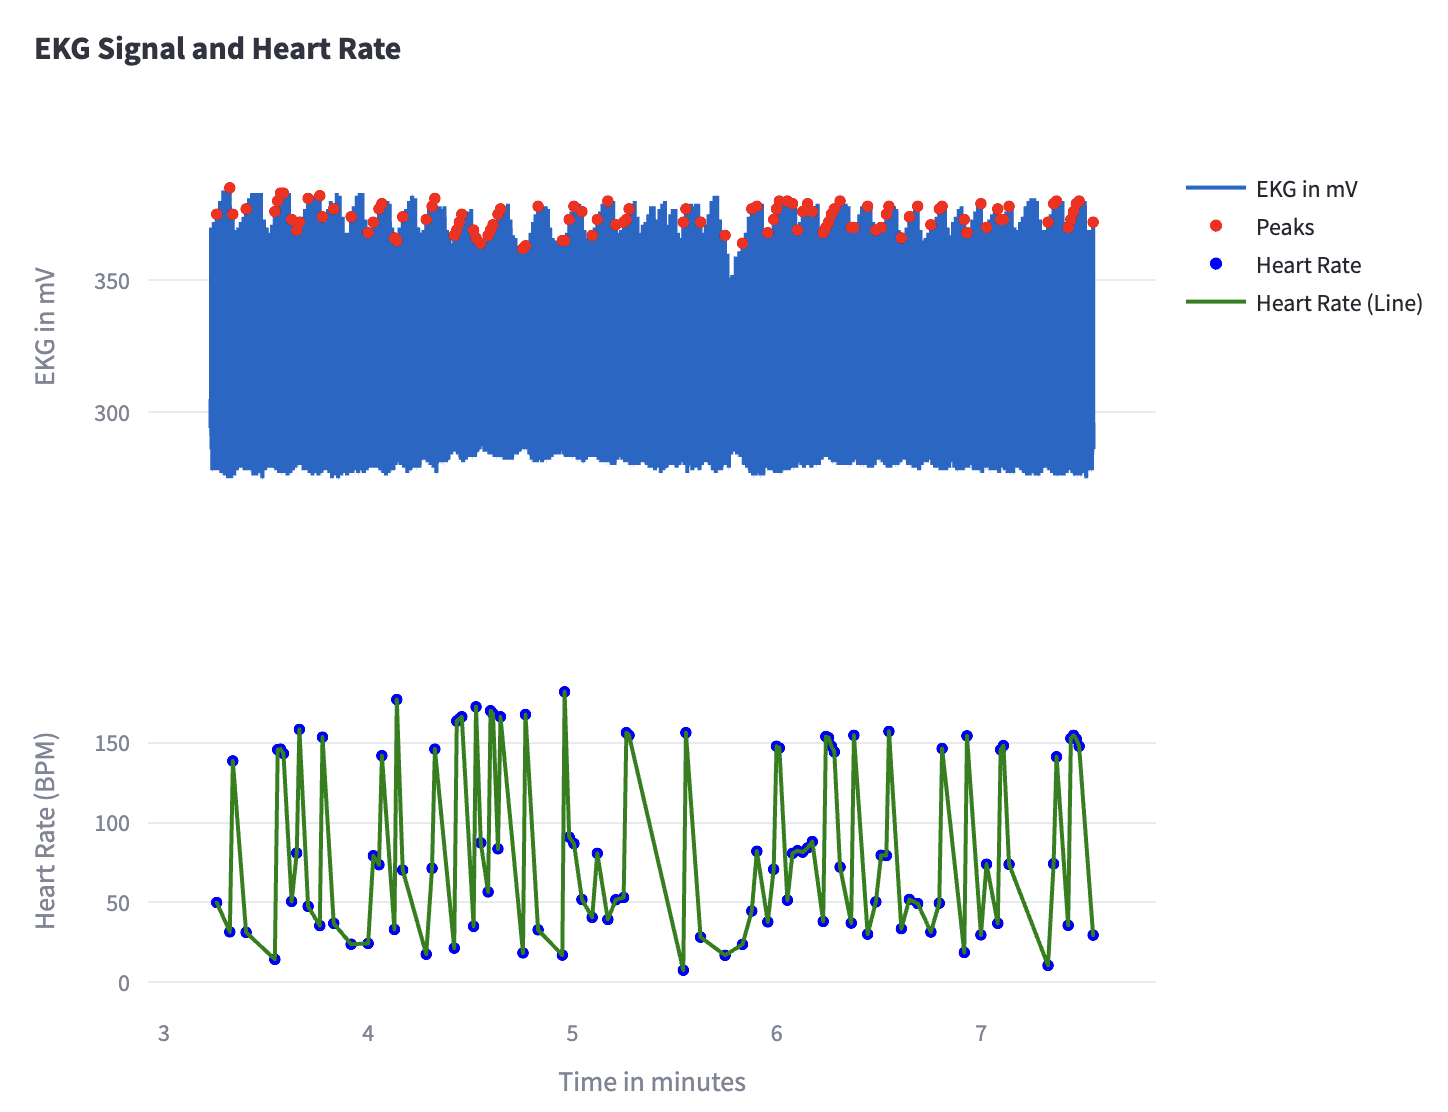 EKG Signal and Heart Rate
EKG in mV
Peaks
Heart Rate
Heart Rate (Line)
EKG in mV
350
300
Heart Rate (BPM)
150
100
50
0
3 4 5 6 7
Time in minutes